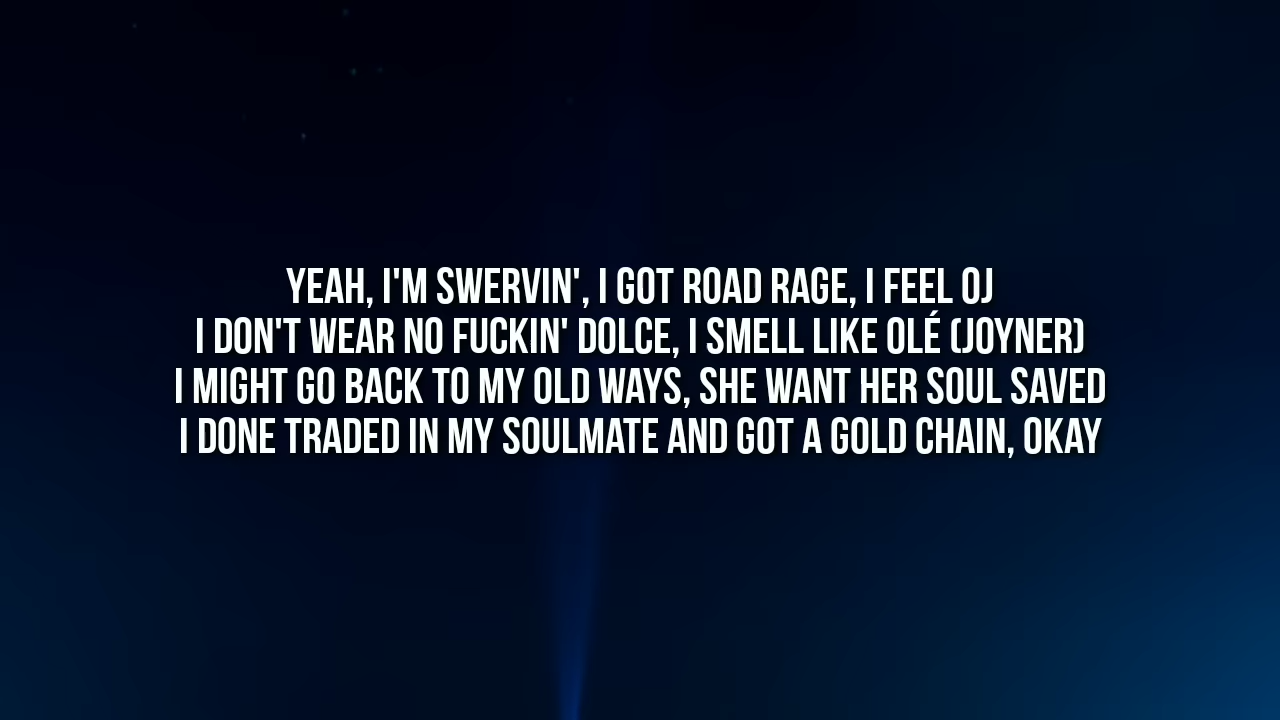 YEAH, I'M SWERVIN', I GOT ROAD RAGE, I FEEL OJ
I DON'T WEAR NO FUCKIN' DOLCE, I SMELL LIKE OLÉ (JOYNER)
I MIGHT GO BACK TO MY OLD WAYS, SHE WANT HER SOUL SAVED
I DONE TRADED IN MY SOULMATE AND GOT A GOLD CHAIN, OKAY